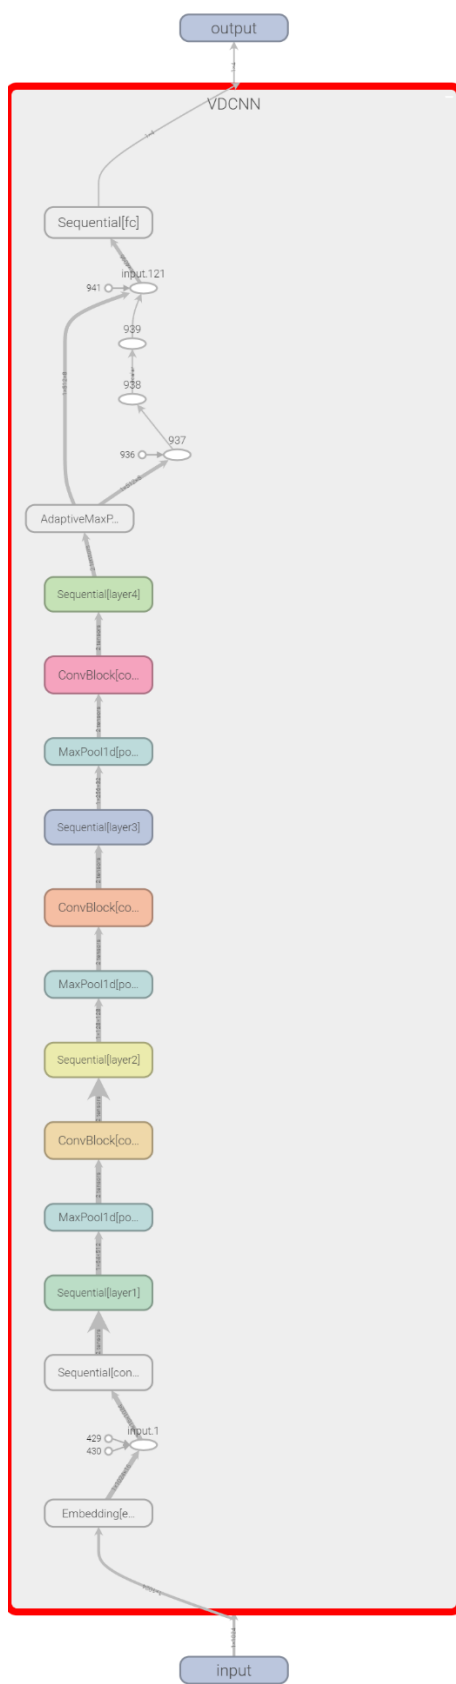 output
VDCNN
Sequential[fc]
input.121
941
939
938
937
936
AdaptiveMaxP...
Sequential[layer4]
ConvBlock[co...
MaxPool1d[po...
Sequential[layer3]
ConvBlock[co...
MaxPool1d[po...
Sequential[layer2]
ConvBlock[co...
MaxPool1d[po...
Sequential[layer1]
Sequential[con...
input.1
429
430
Embedding[e...
input